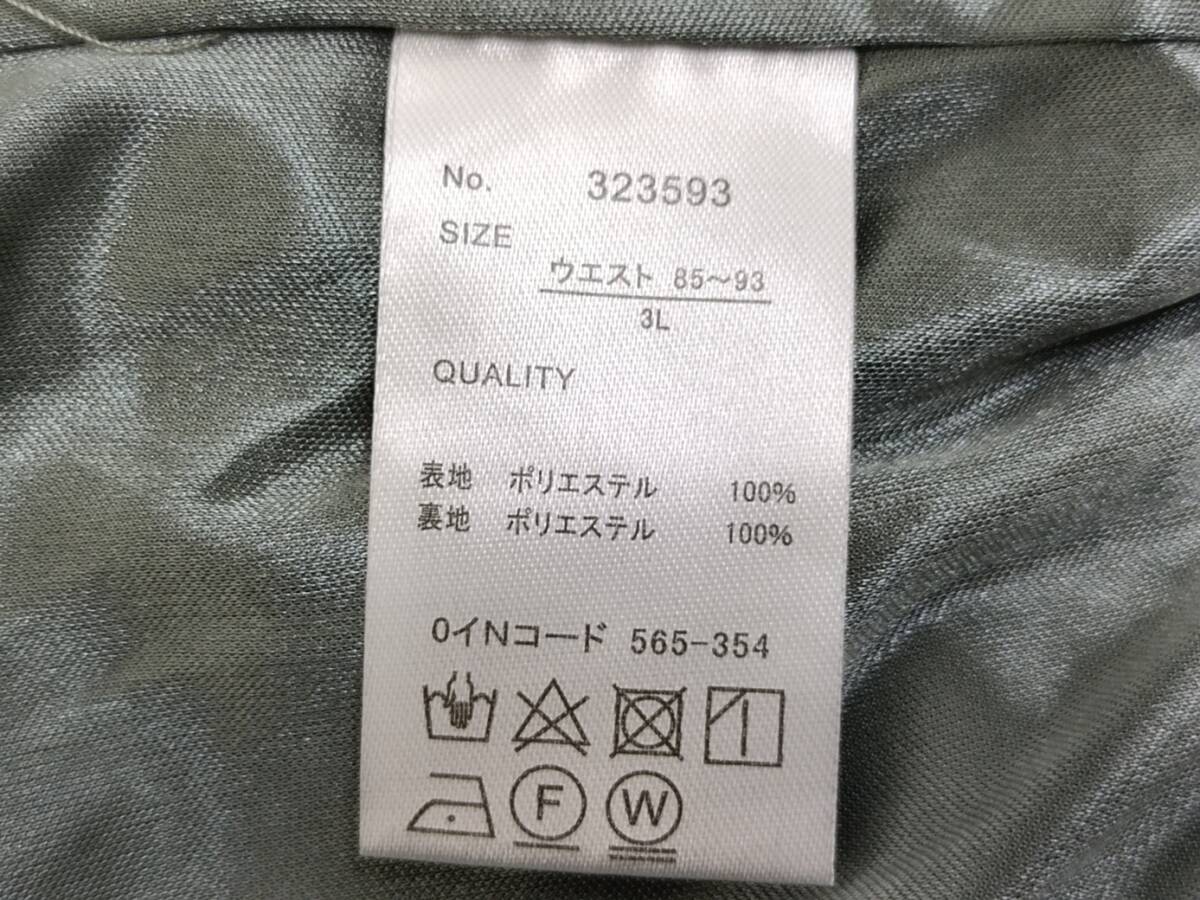 No. 323593
SIZE
ウエスト 85〜93
3L
QUALITY
表地 ポリエステル 100%
裏地 ポリエステル 100%
0イNコード 565-354
F W